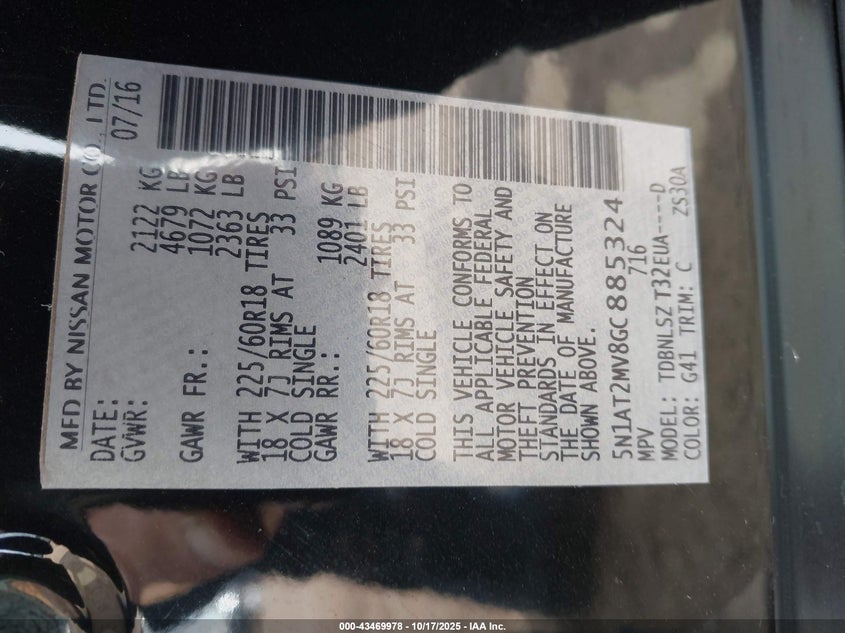 MFD BY NISSAN MOTOR CO., LTD.
DATE: 07/16
GVWR: 2122 KG
4679 LB
GAWR FR.: 1072 KG
2363 LB
WITH 225/60R18 TIRES
18 X 7J RIMS AT 33 PSI
COLD SINGLE
GAWR RR.: 1089 KG
2401 LB
WITH 225/60R18 TIRES
18 X 7J RIMS AT 33 PSI
COLD SINGLE
THIS VEHICLE CONFORMS TO
ALL APPLICABLE FEDERAL
MOTOR VEHICLE SAFETY AND
THEFT PREVENTION
STANDARDS IN EFFECT ON
THE DATE OF MANUFACTURE
SHOWN ABOVE.
5N1AT2MV8GC885324
MPV 716
MODEL: TDBNLSZ T32EUA----D
COLOR: G41 TRIM: C ZS30A
000-43469978 - 10/17/2025 - IAA Inc.